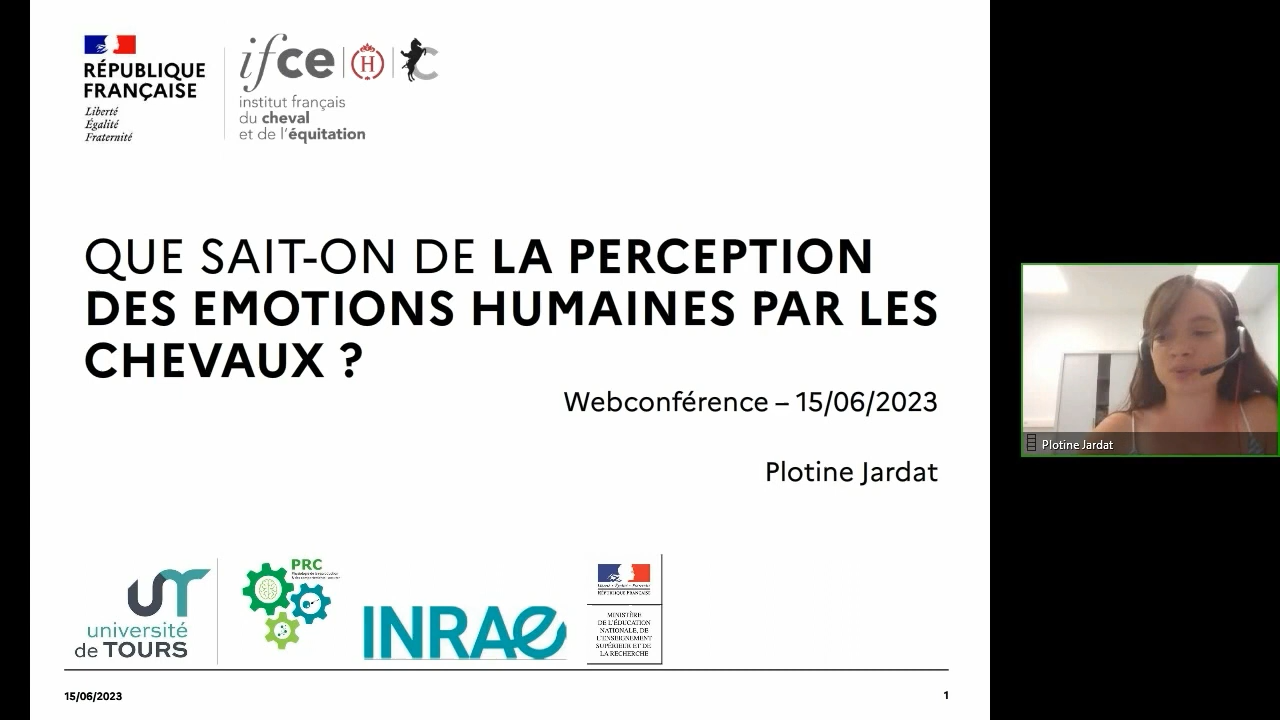 RÉPUBLIQUE
FRANÇAISE
Liberté
Égalité
Fraternité
ifce
H
institut français
du cheval
et de l'équitation
QUE SAIT-ON DE LA PERCEPTION
DES EMOTIONS HUMAINES PAR LES
CHEVAUX ?
Webconférence – 15/06/2023
Plotine Jardat
Plotine Jardat
université
de TOURS
PRC
INRAE
RÉPUBLIQUE FRANÇAISE
MINISTÈRE
DE L'ÉDUCATION
NATIONALE, DE
L'ENSEIGNEMENT
SUPÉRIEUR ET DE
LA RECHERCHE
15/06/2023
1